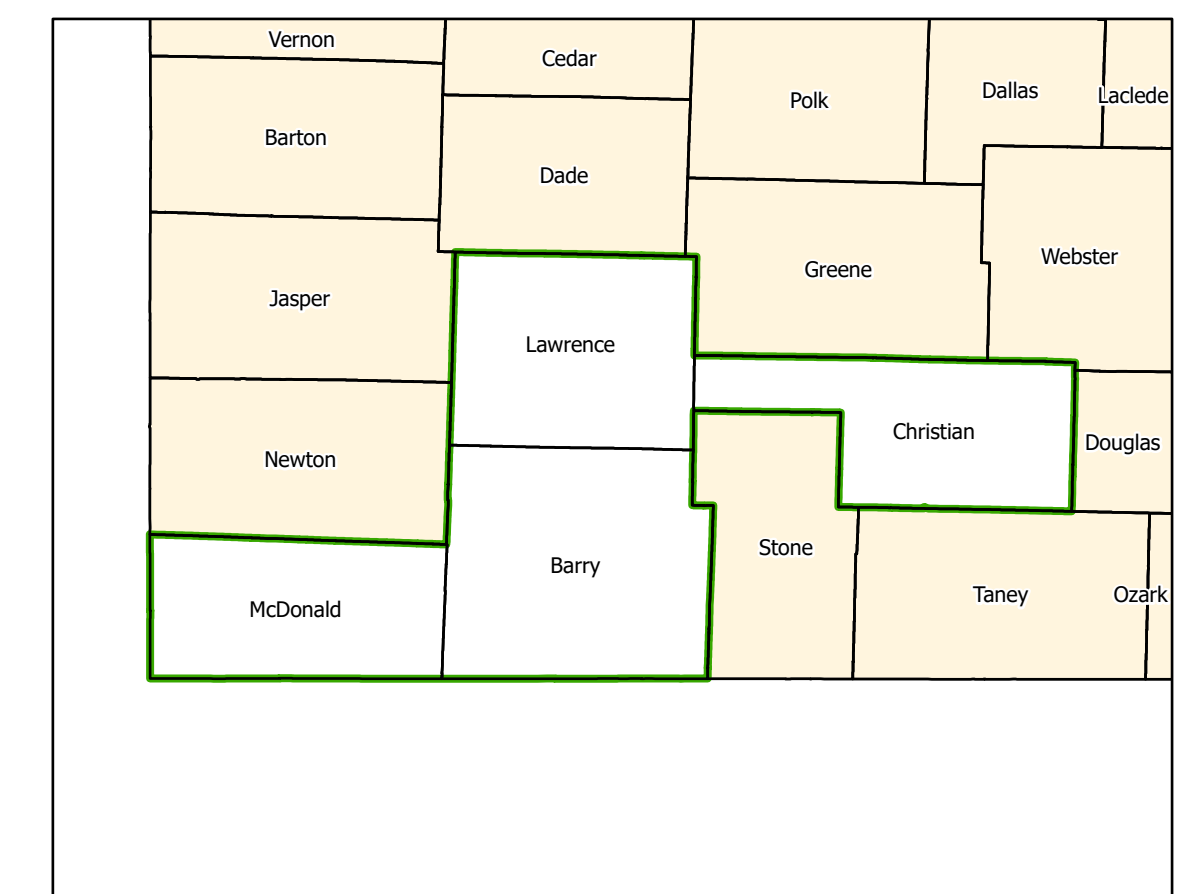 Vernon
Cedar
Polk
Dallas
Laclede
Barton
Dade
Webster
Greene
Jasper
Lawrence
Christian
Douglas
Newton
Stone
Barry
Taney
Ozark
McDonald